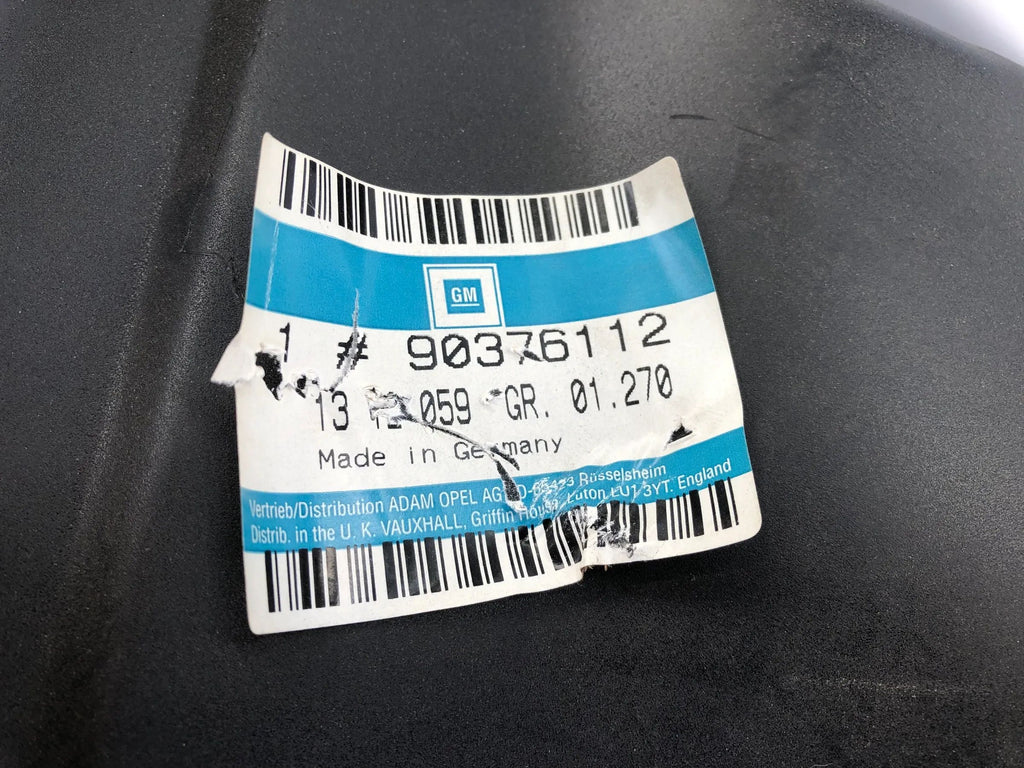 GM
1 # 90376112
13 059 GR. 01.270
Made in Germany
Vertrieb/Distribution ADAM OPEL AG D-65423 Rüsselsheim
Distrib. in the U. K. VAUXHALL, Griffin House, Luton LU1 3YT. England